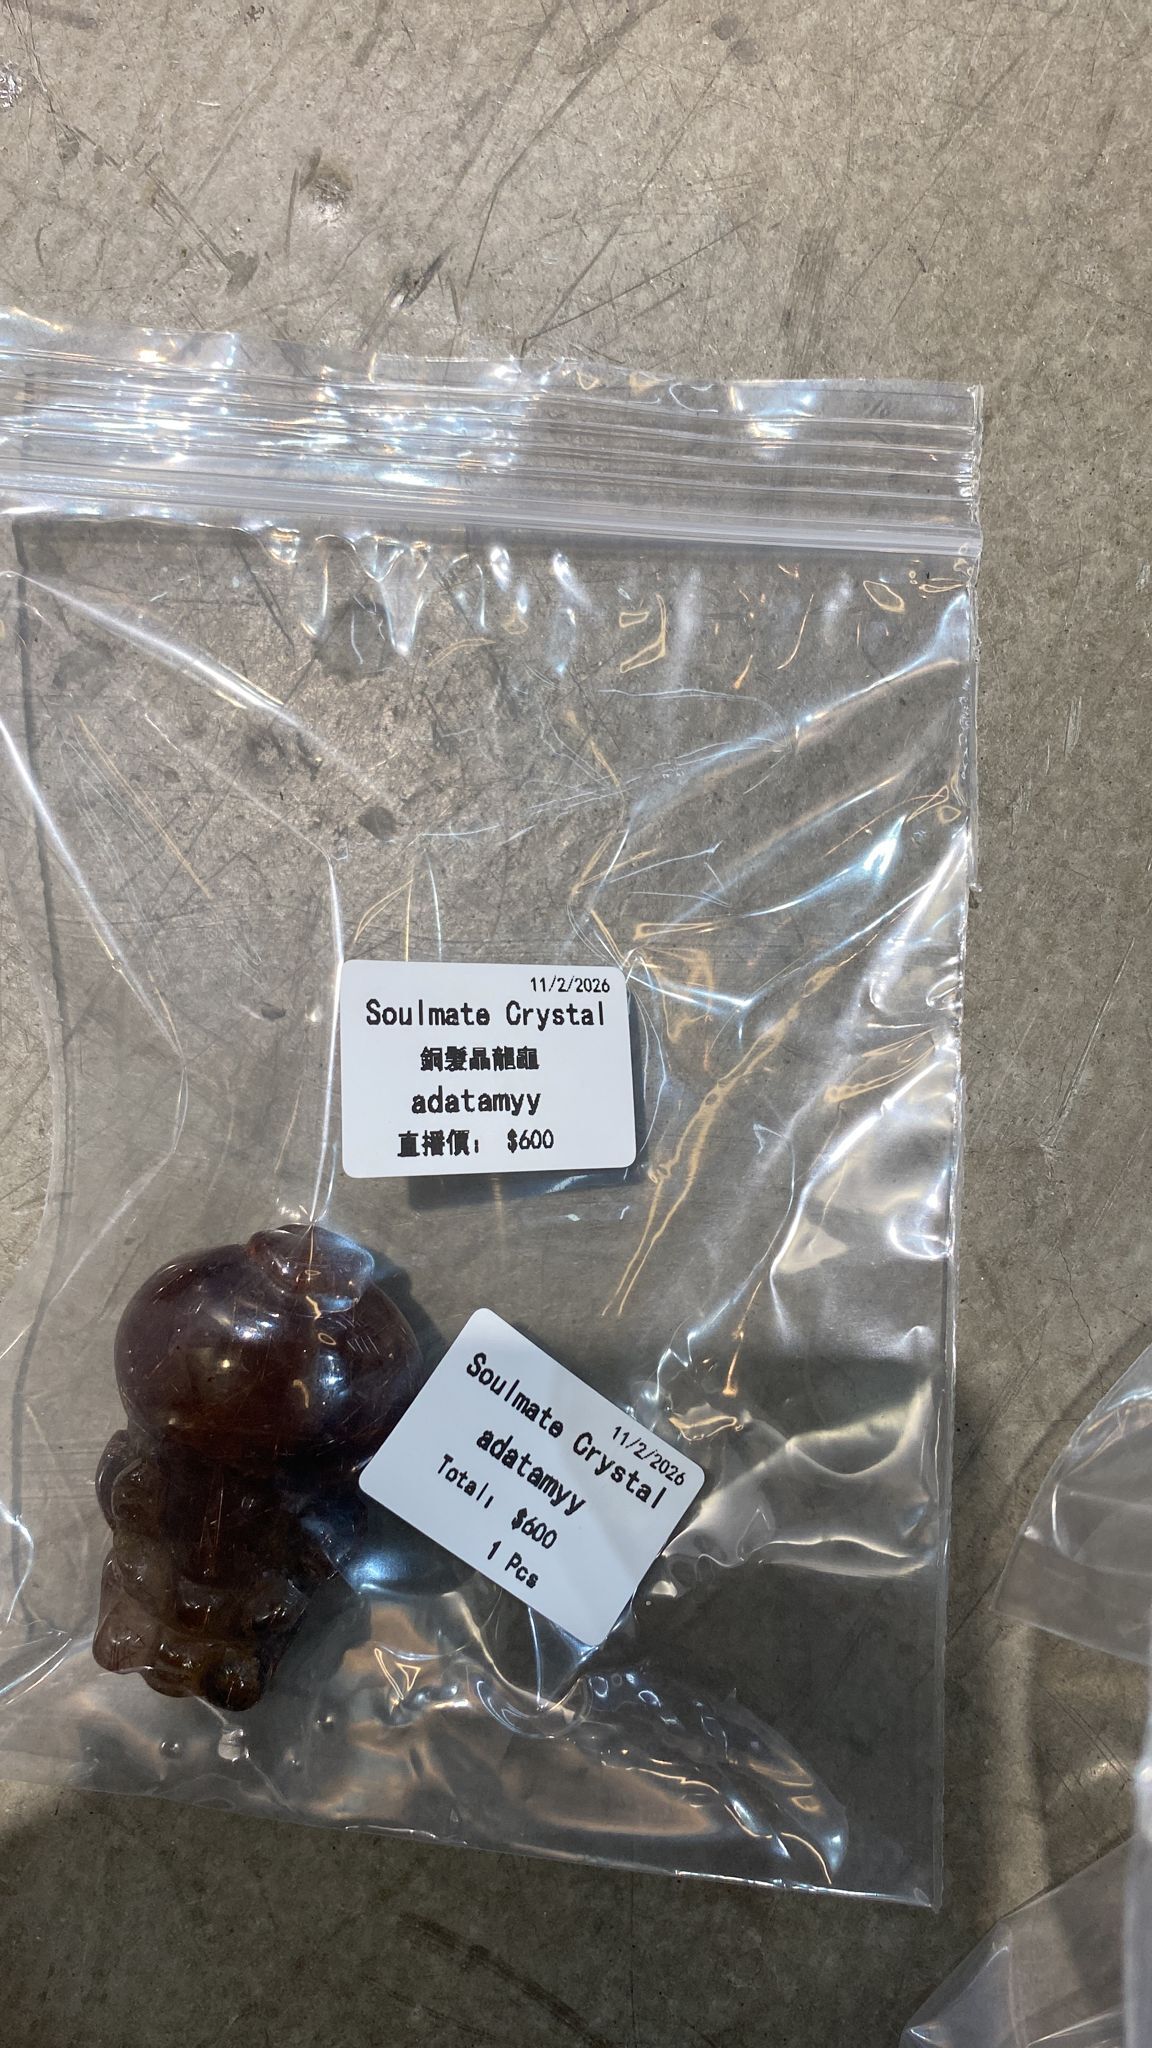 11/2/2026
Soulmate Crystal
銅髮晶龍龜
adatamyy
直播價: $600
11/2/2026
Soulmate Crystal
adatamyy
Total: $600
1 Pcs